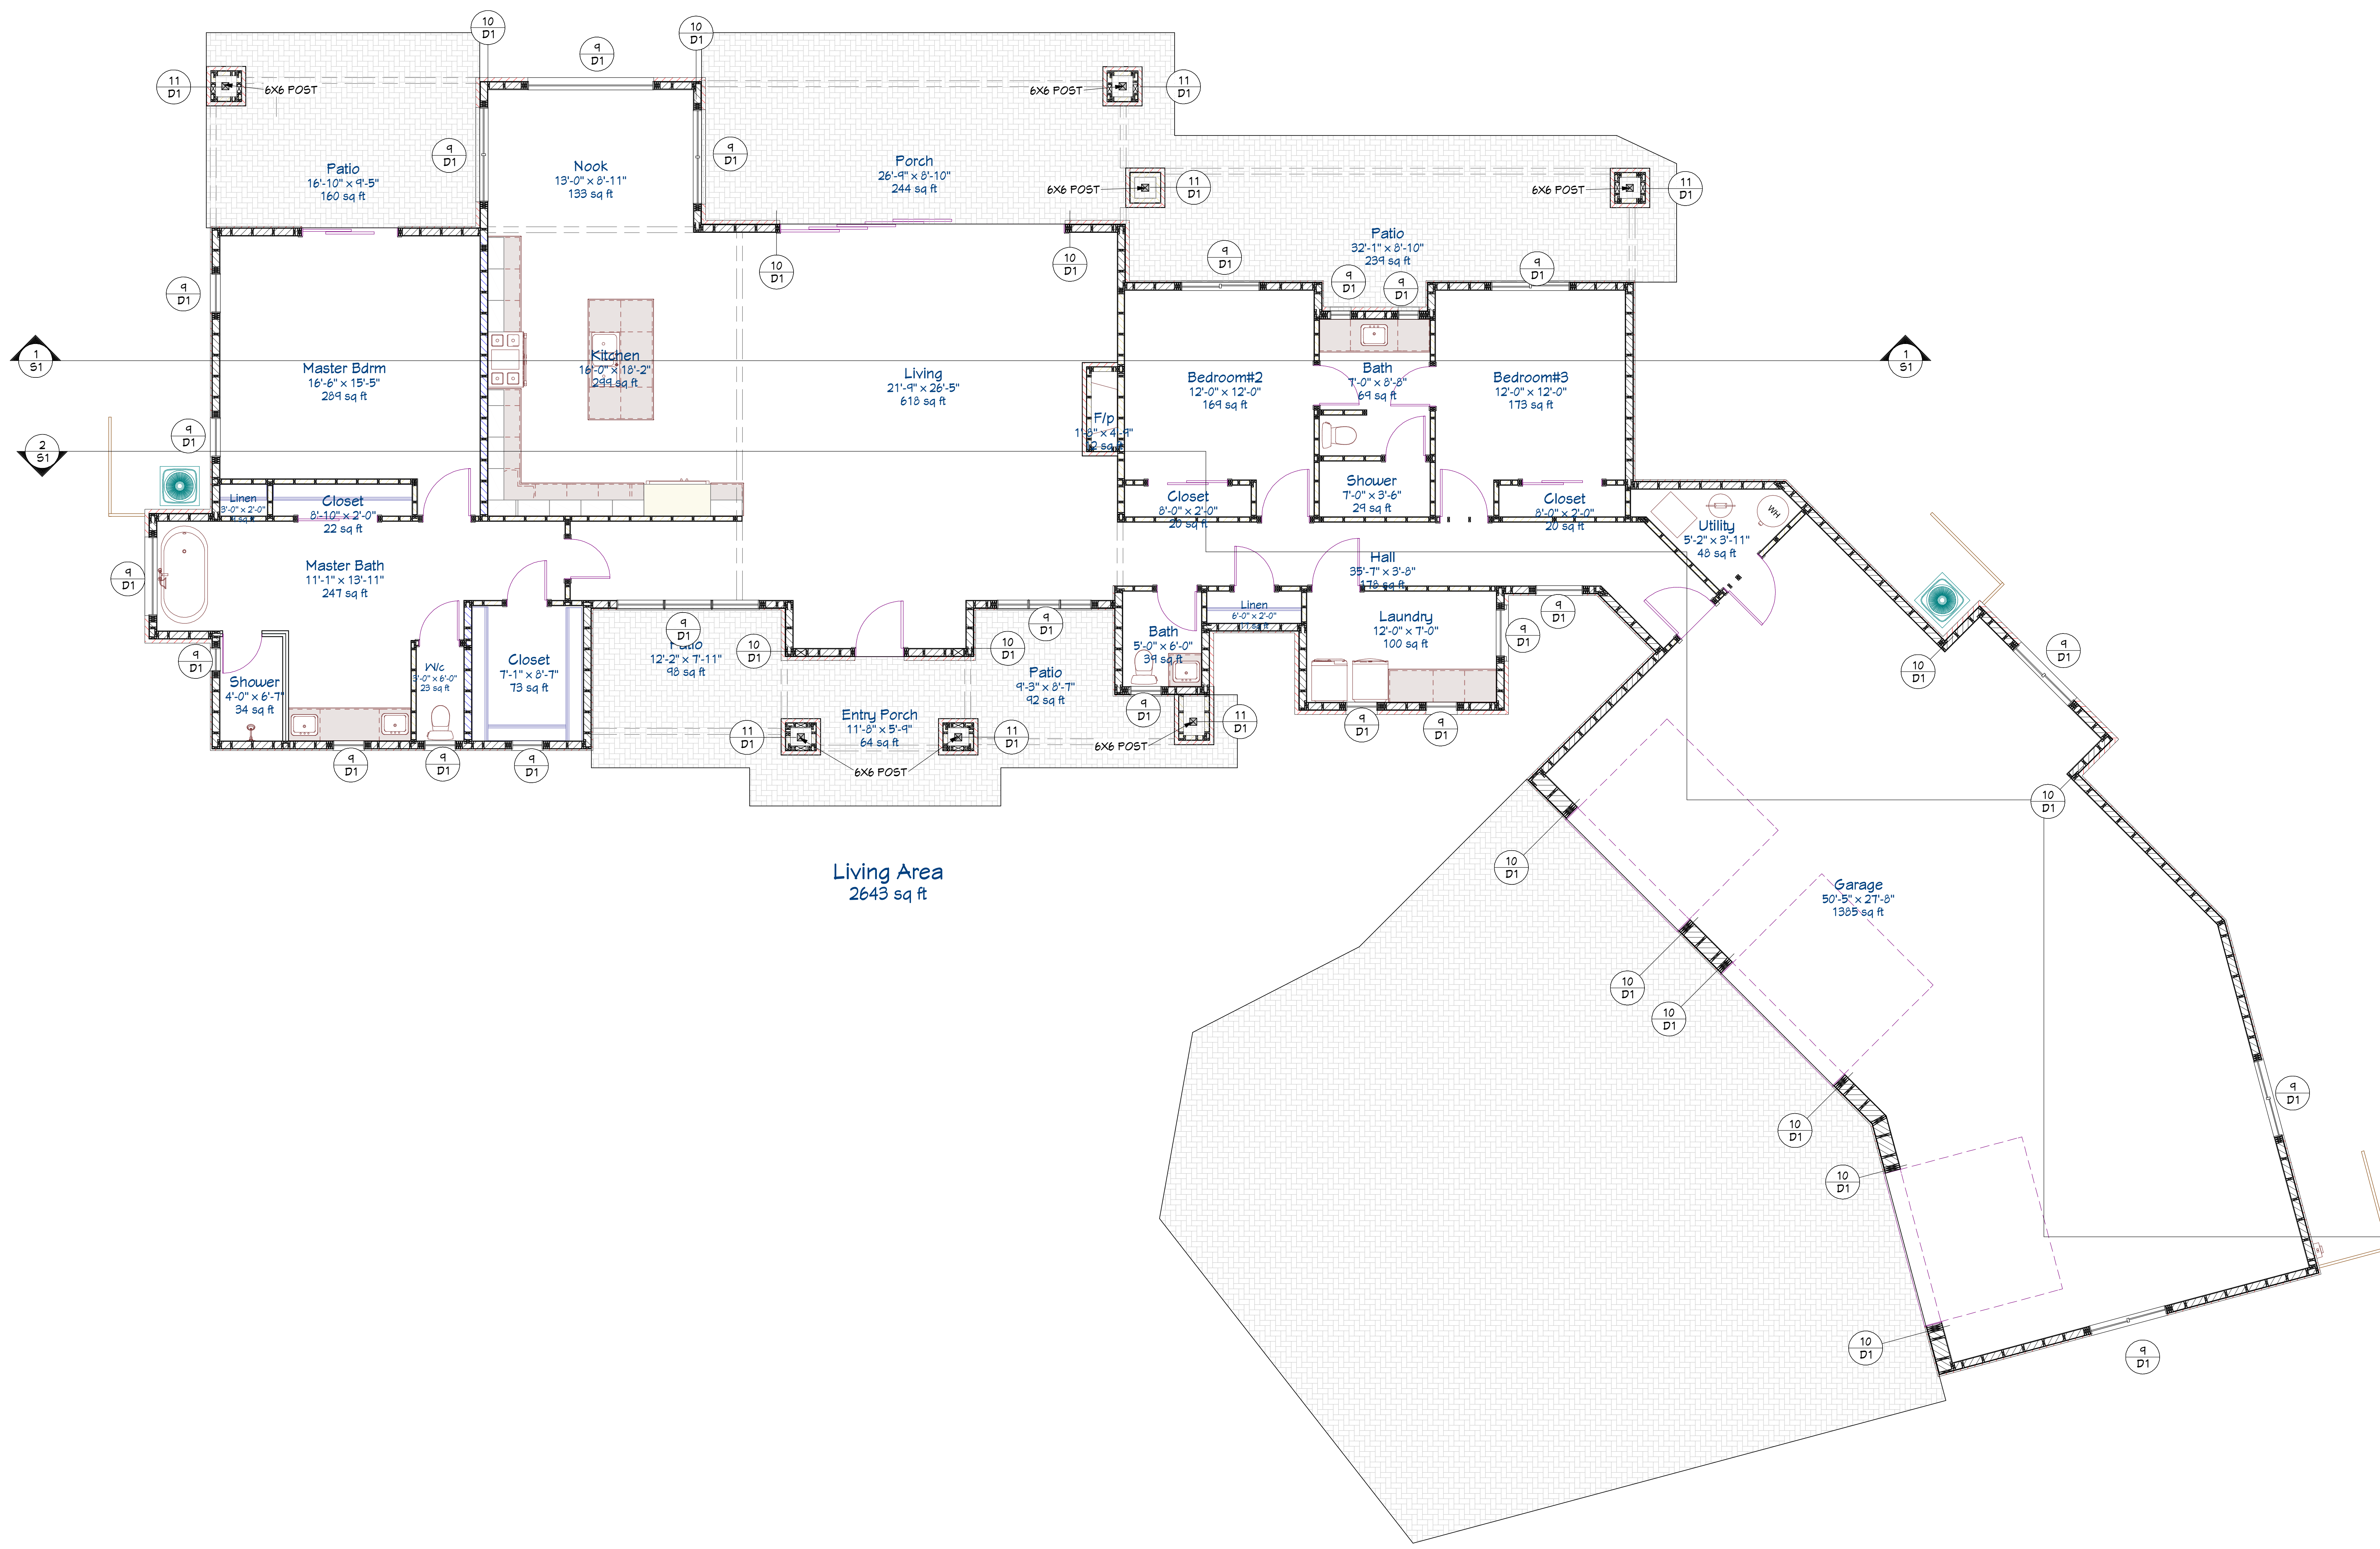 10
D1
10
D1
9
D1
11
D1
6X6 POST
6X6 POST
11
D1
9
D1
9
D1
Patio
16'-10" x 9'-5"
160 sq ft
Nook
13'-0" x 8'-11"
133 sq ft
Porch
26'-9" x 8'-10"
244 sq ft
6X6 POST
11
D1
6X6 POST
11
D1
Patio
32'-1" x 8'-10"
239 sq ft
9
D1
10
D1
10
D1
9
D1
9
D1
9
D1
9
D1
1
S1
1
S1
Master Bdrm
16'-6" x 15'-5"
289 sq ft
Kitchen
16'-0" x 18'-2"
299 sq ft
Living
21'-9" x 26'-5"
618 sq ft
Bedroom#2
12'-0" x 12'-0"
169 sq ft
Bath
7'-0" x 8'-8"
69 sq ft
Bedroom#3
12'-0" x 12'-0"
173 sq ft
F/p
1'-8" x 4'-9"
9
D1
2
S1
Linen
3'-0" x 2'-0"
Closet
8'-10" x 2'-0"
22 sq ft
Closet
8'-0" x 2'-0"
20 sq ft
Shower
7'-0" x 3'-6"
29 sq ft
Closet
8'-0" x 2'-0"
20 sq ft
WH
Utility
5'-2" x 3'-11"
48 sq ft
Master Bath
11'-1" x 13'-11"
247 sq ft
9
D1
Hall
35'-7" x 3'-8"
178 sq ft
Linen
6'-0" x 2'-0"
9
D1
Patio
12'-2" x 7'-11"
98 sq ft
10
D1
10
D1
9
D1
Bath
5'-0" x 6'-0"
39 sq ft
Laundry
12'-0" x 7'-0"
100 sq ft
9
D1
9
D1
9
D1
10
D1
9
D1
Shower
4'-0" x 6'-7"
34 sq ft
W/c
3'-0" x 6'-0"
23 sq ft
Closet
7'-1" x 8'-7"
73 sq ft
Patio
9'-3" x 8'-7"
92 sq ft
Entry Porch
11'-8" x 5'-9"
64 sq ft
11
D1
11
D1
9
D1
11
D1
6X6 POST
6X6 POST
9
D1
9
D1
9
D1
9
D1
9
D1
10
D1
Living Area
2643 sq ft
10
D1
Garage
50'-5" x 27'-8"
1385 sq ft
10
D1
10
D1
10
D1
9
D1
10
D1
10
D1
9
D1